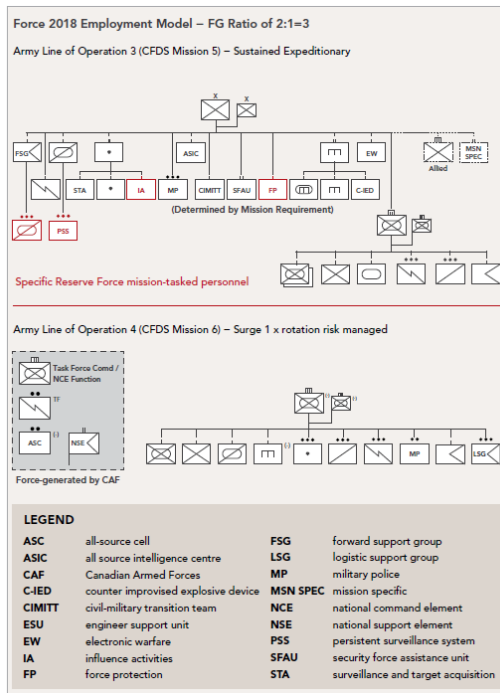 Force 2018 Employment Model – FG Ratio of 2:1=3
Army Line of Operation 3 (CFDS Mission 5) – Sustained Expeditionary
X
X
FSG
ASIC
EW
Allied
MSN SPEC
STA
IA
MP
CIMITT
SFAU
FP
C-IED
(Determined by Mission Requirement)
PSS
Specific Reserve Force mission-tasked personnel
Army Line of Operation 4 (CFDS Mission 6) – Surge 1 x rotation risk managed
Task Force Comd /
NCE Function
TF
(-)
ASC
NSE
Force-generated by CAF
(-)
(-)
(-)
MP
LSG
LEGEND
ASC all-source cell
ASIC all source intelligence centre
CAF Canadian Armed Forces
C-IED counter improvised explosive device
CIMITT civil-military transition team
ESU engineer support unit
EW electronic warfare
IA influence activities
FP force protection
FSG forward support group
LSG logistic support group
MP military police
MSN SPEC mission specific
NCE national command element
NSE national support element
PSS persistent surveillance system
SFAU security force assistance unit
STA surveillance and target acquisition